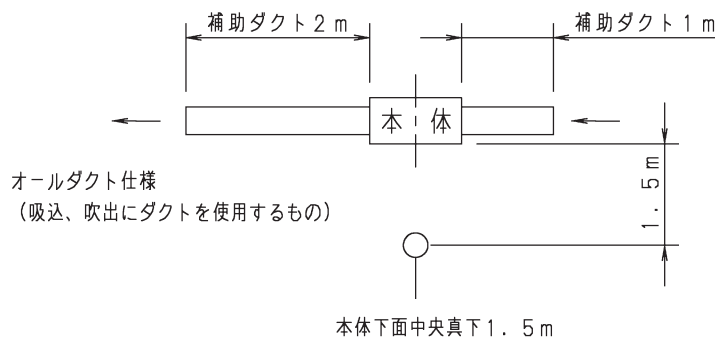 補助ダクト2m
補助ダクト1m
本 体
オールダクト仕様
(吸込、吹出にダクトを使用するもの)
1.5m
本体下面中央真下1.5m